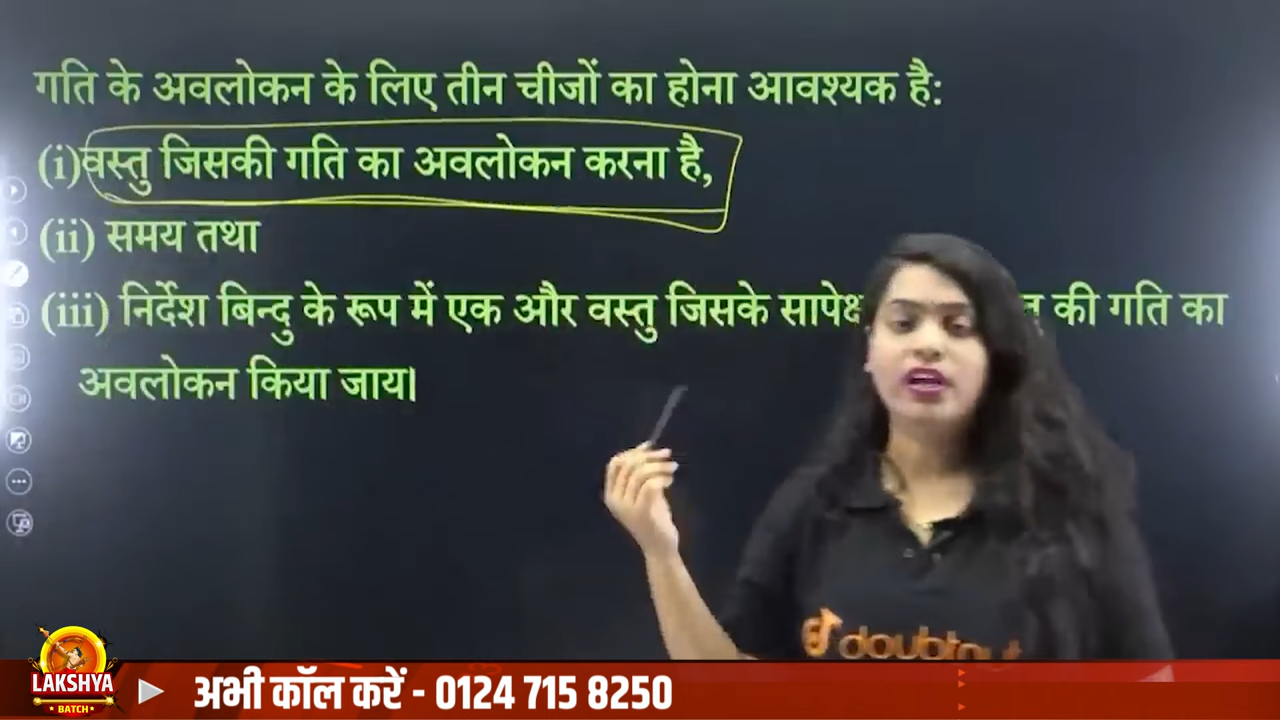 गति के अवलोकन के लिए तीन चीजों का होना आवश्यक है:
(i)वस्तु जिसकी गति का अवलोकन करना है,
(ii) समय तथा
(iii) निर्देश बिन्दु के रूप में एक और वस्तु जिसके सापेक्ष की गति का
अवलोकन किया जाय।
doubtnut
LAKSHYA
BATCH
अभी कॉल करें - 0124 715 8250